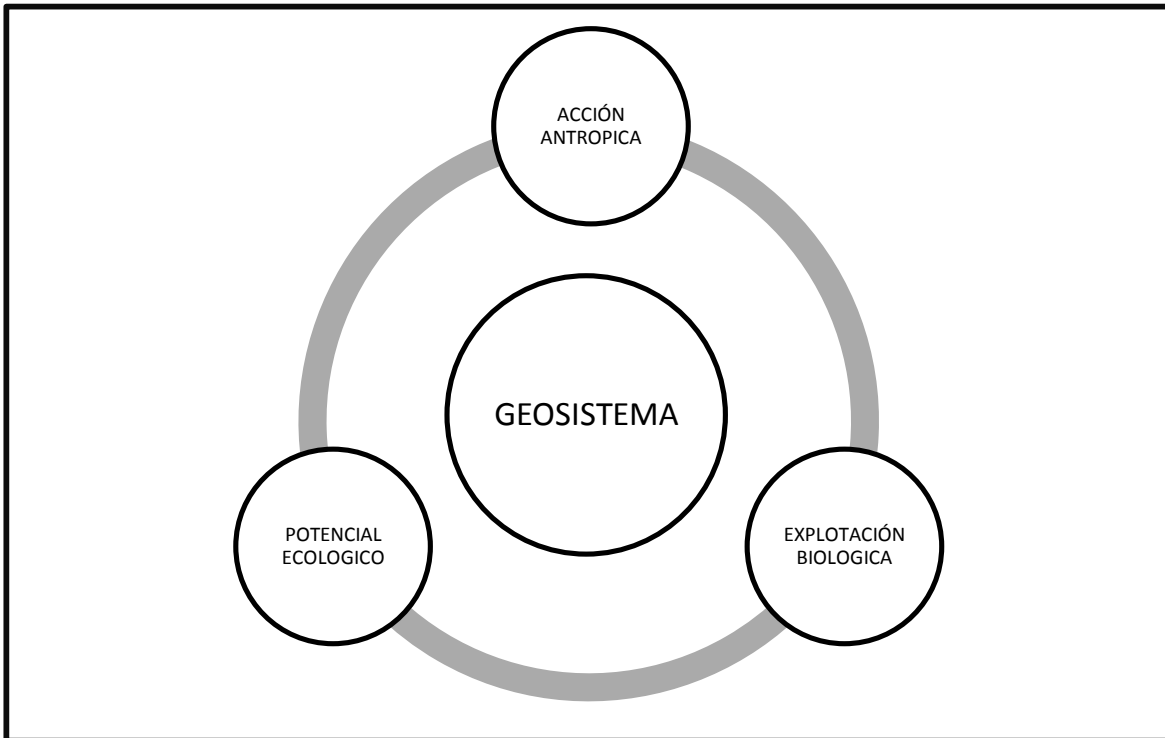 ACCIÓN
ANTROPICA
GEOSISTEMA
POTENCIAL
ECOLOGICO
EXPLOTACIÓN
BIOLOGICA